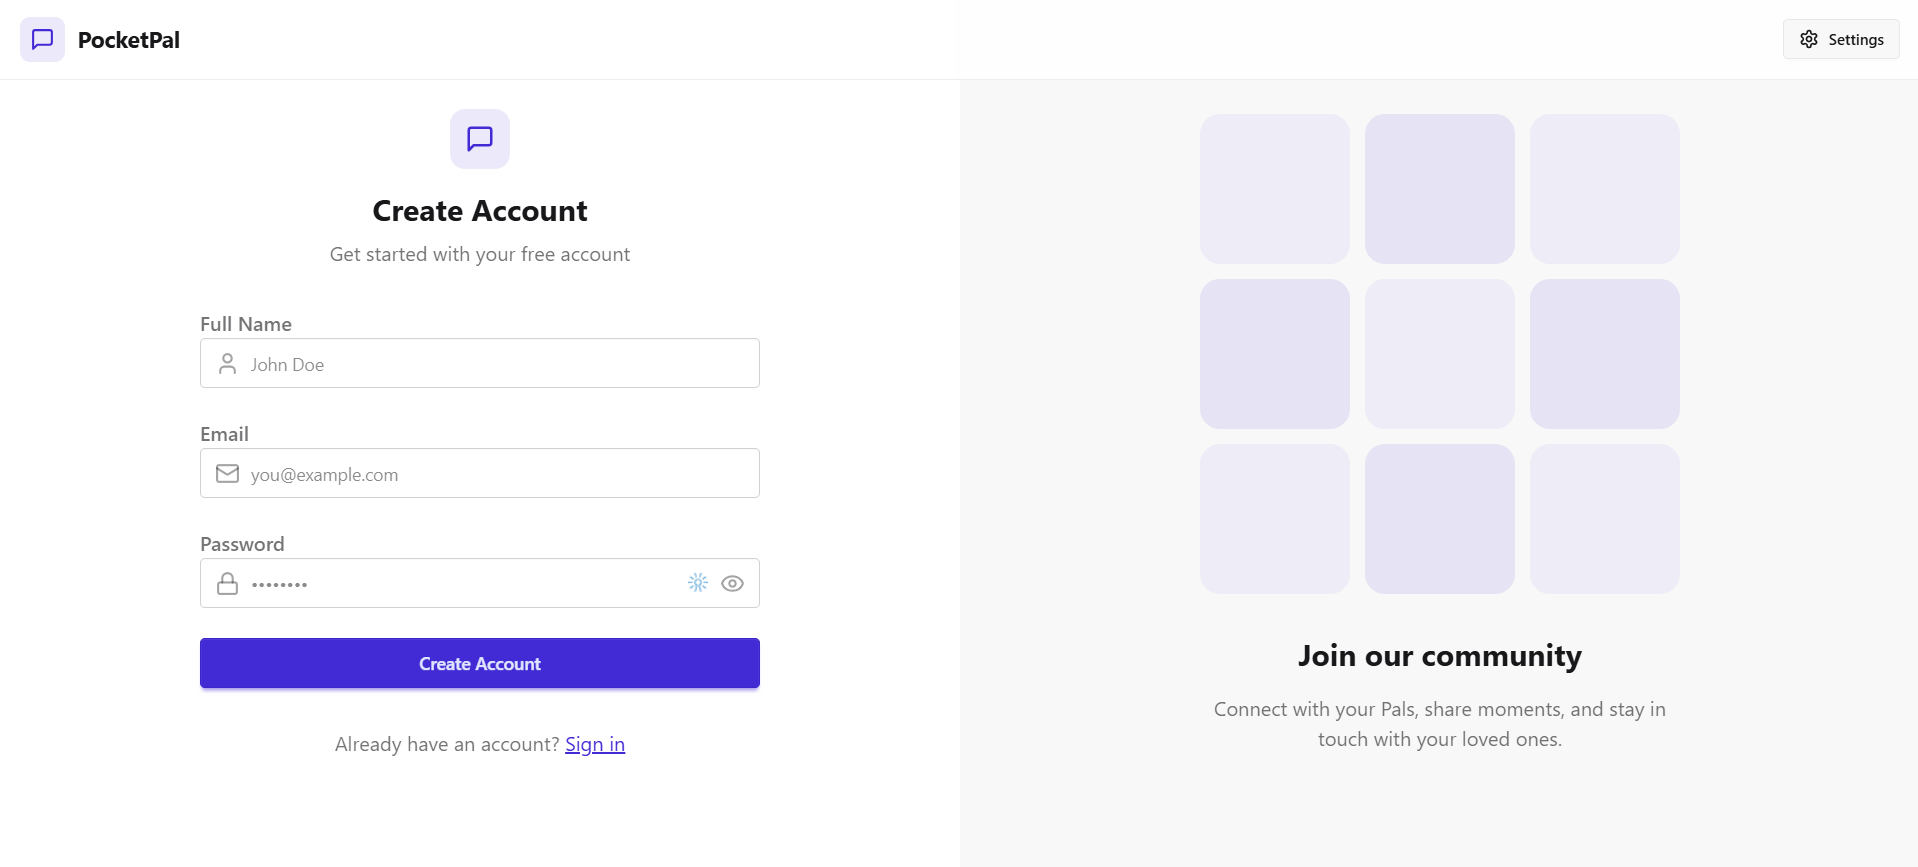 PocketPal
Settings
Create Account
Get started with your free account
Full Name
John Doe
Email
you@example.com
Password
••••••••
Create Account
Already have an account? Sign in
Join our community
Connect with your Pals, share moments, and stay in
touch with your loved ones.